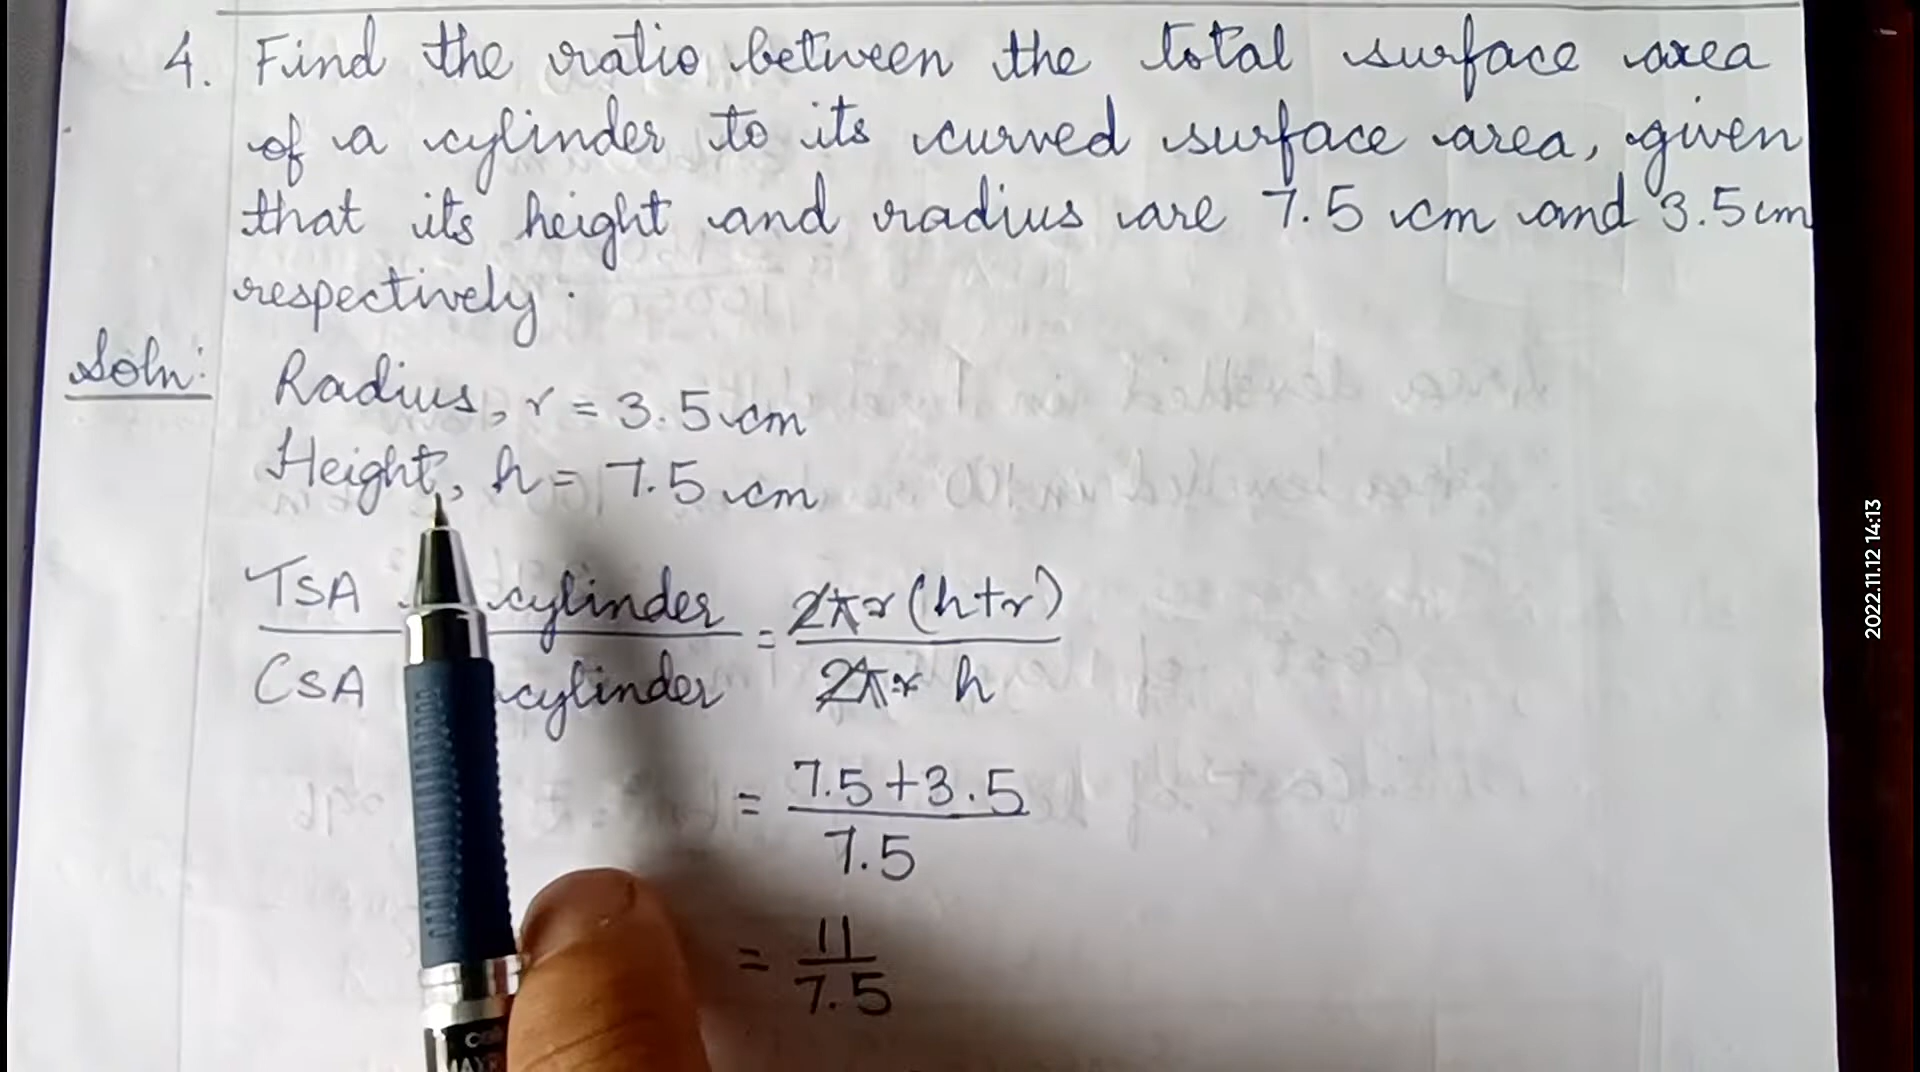 4. Find the ratio between the total surface area
of a cylinder to its curved surface area, given
that its height and radius are 7.5 cm and 3.5 cm
respectively.
Soln:
Radius, r = 3.5 cm
Height, h = 7.5 cm
TSA cylinder / CSA cylinder = 2πr(h+r) / 2πr h
= 7.5+3.5 / 7.5
= 11 / 7.5
2022.11.12 14:13